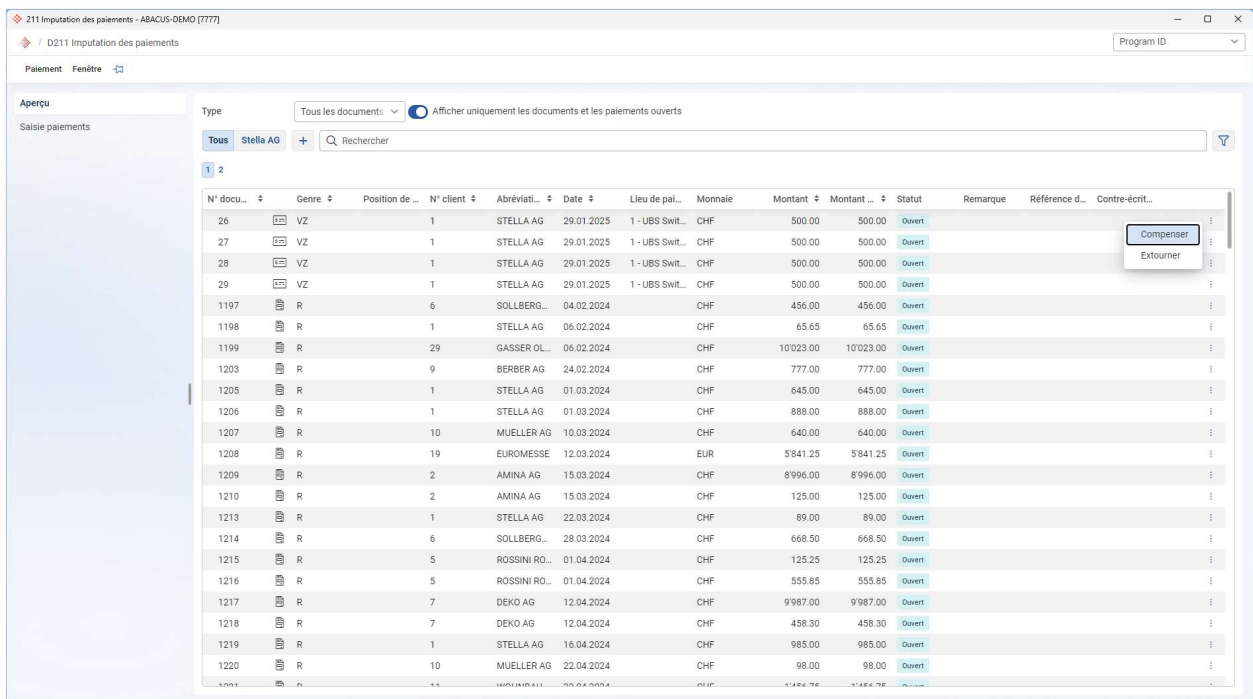 211 Imputation des paiements - ABACUS-DEMO [7777]
/ D211 Imputation des paiements Program ID
Paiement Fenêtre
Aperçu
Saisie paiements
Type Tous les documents Afficher uniquement les documents et les paiements ouverts
Tous Stella AG + Rechercher
1 2
N° docu... Genre Position de ... N° client Abréviati... Date Lieu de pai... Monnaie Montant Montant ... Statut Remarque Référence d... Contre-écrit...
26 VZ 1 STELLA AG 29.01.2025 1 - UBS Swit... CHF 500.00 500.00 Ouvert
Compenser
27 VZ 1 STELLA AG 29.01.2025 1 - UBS Swit... CHF 500.00 500.00 Ouvert
Extourner
28 VZ 1 STELLA AG 29.01.2025 1 - UBS Swit... CHF 500.00 500.00 Ouvert
29 VZ 1 STELLA AG 29.01.2025 1 - UBS Swit... CHF 500.00 500.00 Ouvert
1197 R 6 SOLLBERG... 04.02.2024 CHF 456.00 456.00 Ouvert
1198 R 1 STELLA AG 06.02.2024 CHF 65.65 65.65 Ouvert
1199 R 29 GASSER OL... 06.02.2024 CHF 10'023.00 10'023.00 Ouvert
1203 R 9 BERBER AG 24.02.2024 CHF 777.00 777.00 Ouvert
1205 R 1 STELLA AG 01.03.2024 CHF 645.00 645.00 Ouvert
1206 R 1 STELLA AG 01.03.2024 CHF 888.00 888.00 Ouvert
1207 R 10 MUELLER AG 10.03.2024 CHF 640.00 640.00 Ouvert
1208 R 19 EUROMESSE 12.03.2024 EUR 5'841.25 5'841.25 Ouvert
1209 R 2 AMINA AG 15.03.2024 CHF 8'996.00 8'996.00 Ouvert
1210 R 2 AMINA AG 15.03.2024 CHF 125.00 125.00 Ouvert
1213 R 1 STELLA AG 22.03.2024 CHF 89.00 89.00 Ouvert
1214 R 6 SOLLBERG... 28.03.2024 CHF 668.50 668.50 Ouvert
1215 R 5 ROSSINI RO... 01.04.2024 CHF 125.25 125.25 Ouvert
1216 R 5 ROSSINI RO... 01.04.2024 CHF 555.85 555.85 Ouvert
1217 R 7 DEKO AG 12.04.2024 CHF 9'987.00 9'987.00 Ouvert
1218 R 7 DEKO AG 12.04.2024 CHF 458.30 458.30 Ouvert
1219 R 1 STELLA AG 16.04.2024 CHF 985.00 985.00 Ouvert
1220 R 10 MUELLER AG 22.04.2024 CHF 98.00 98.00 Ouvert